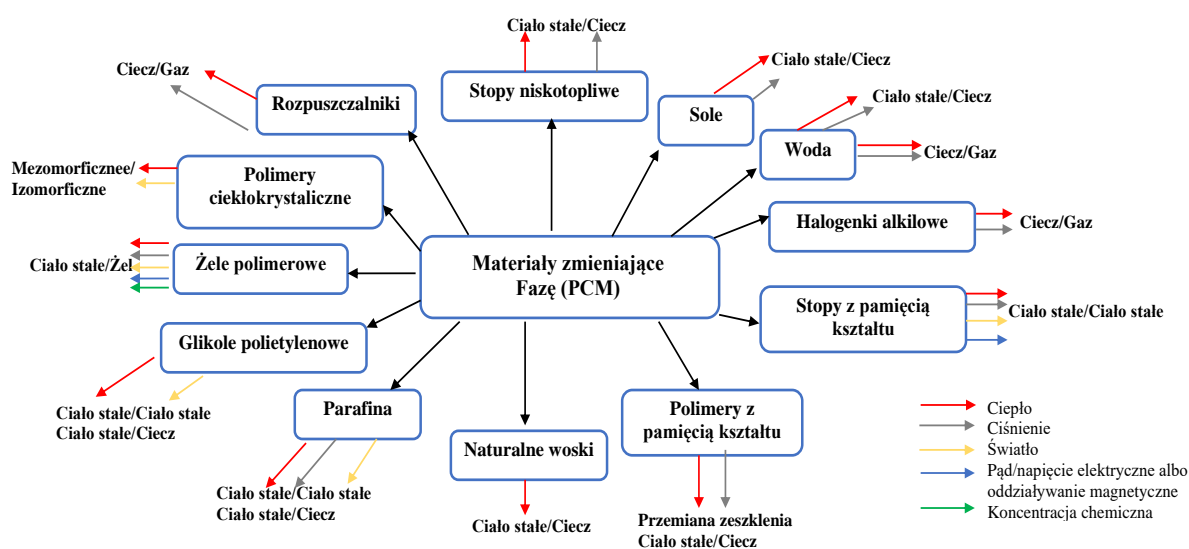 Ciało stałe/Ciecz
Ciecz/Gaz
Rozpuszczalniki
Stopy niskotopliwe
Ciało stałe/Ciecz
Sole
Ciało stałe/Ciecz
Woda
Ciecz/Gaz
Mezomorficznee/
Izomorficzne
Polimery
ciekłokrystaliczne
Halogenki alkilowe
Ciecz/Gaz
Ciało stałe/Żel
Żele polimerowe
Materiały zmieniające
Fazę (PCM)
Stopy z pamięcią
kształtu
Ciało stałe/Ciało stałe
Glikole polietylenowe
Ciało stałe/Ciało stałe
Ciało stałe/Ciecz
Parafina
Ciało stałe/Ciało stałe
Ciało stałe/Ciecz
Naturalne woski
Ciało stałe/Ciecz
Polimery z
pamięcią kształtu
Przemiana zeszklenia
Ciało stałe/Ciecz
Ciepło
Ciśnienie
Światło
Pąd/napięcie elektryczne albo
oddziaływanie magnetyczne
Koncentracja chemiczna